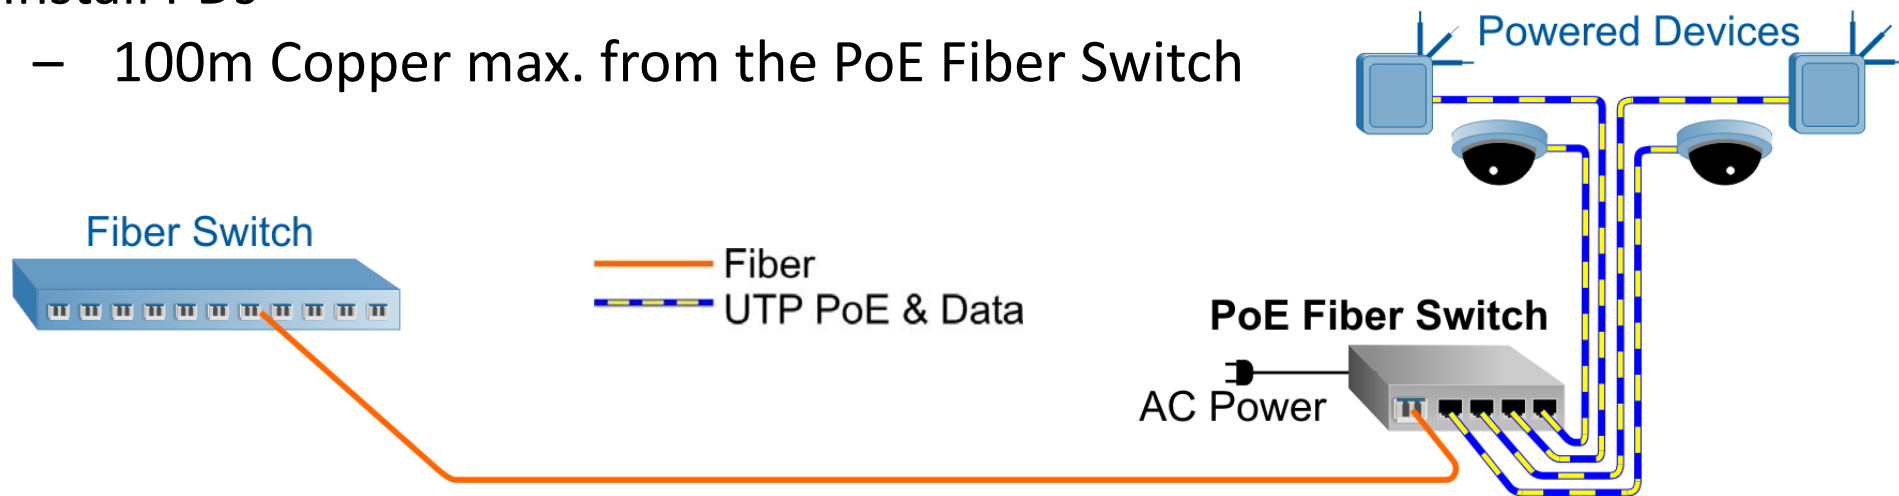 – 100m Copper max. from the PoE Fiber Switch
Powered Devices
Fiber Switch
Fiber
UTP PoE & Data
PoE Fiber Switch
AC Power